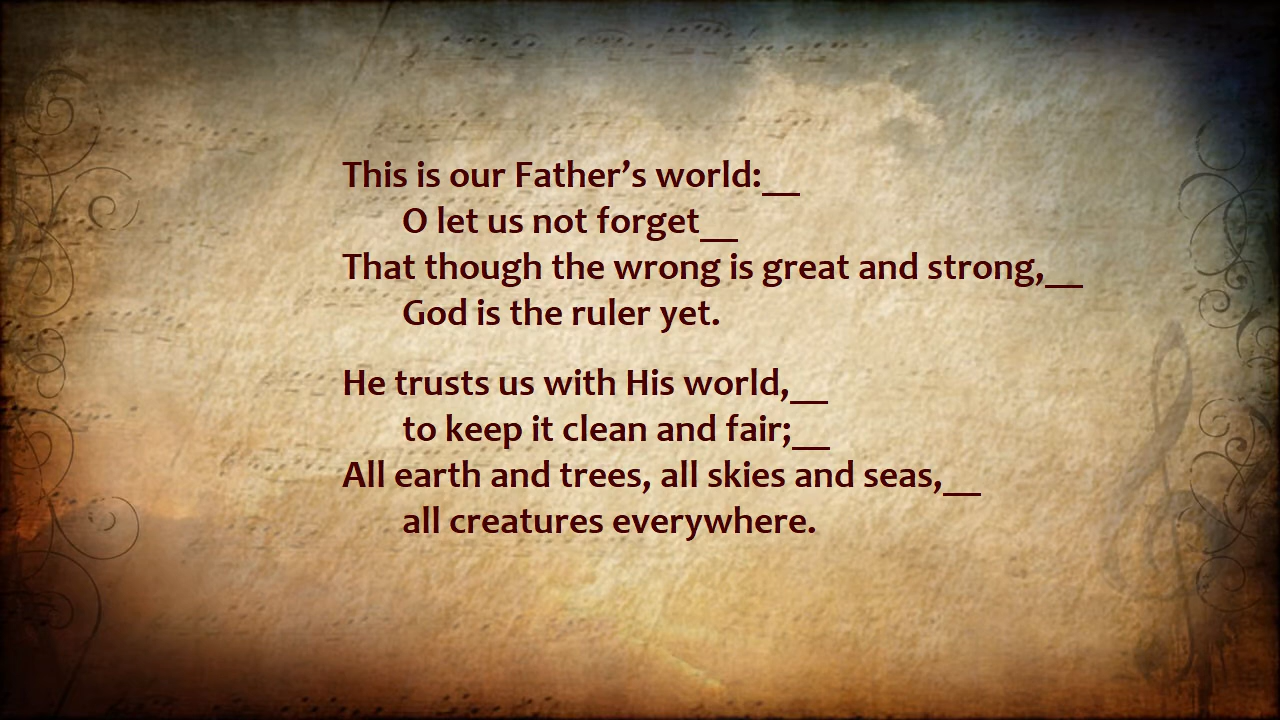 This is our Father’s world:__
O let us not forget__
That though the wrong is great and strong,__
God is the ruler yet.
He trusts us with His world,__
to keep it clean and fair;__
All earth and trees, all skies and seas,__
all creatures everywhere.